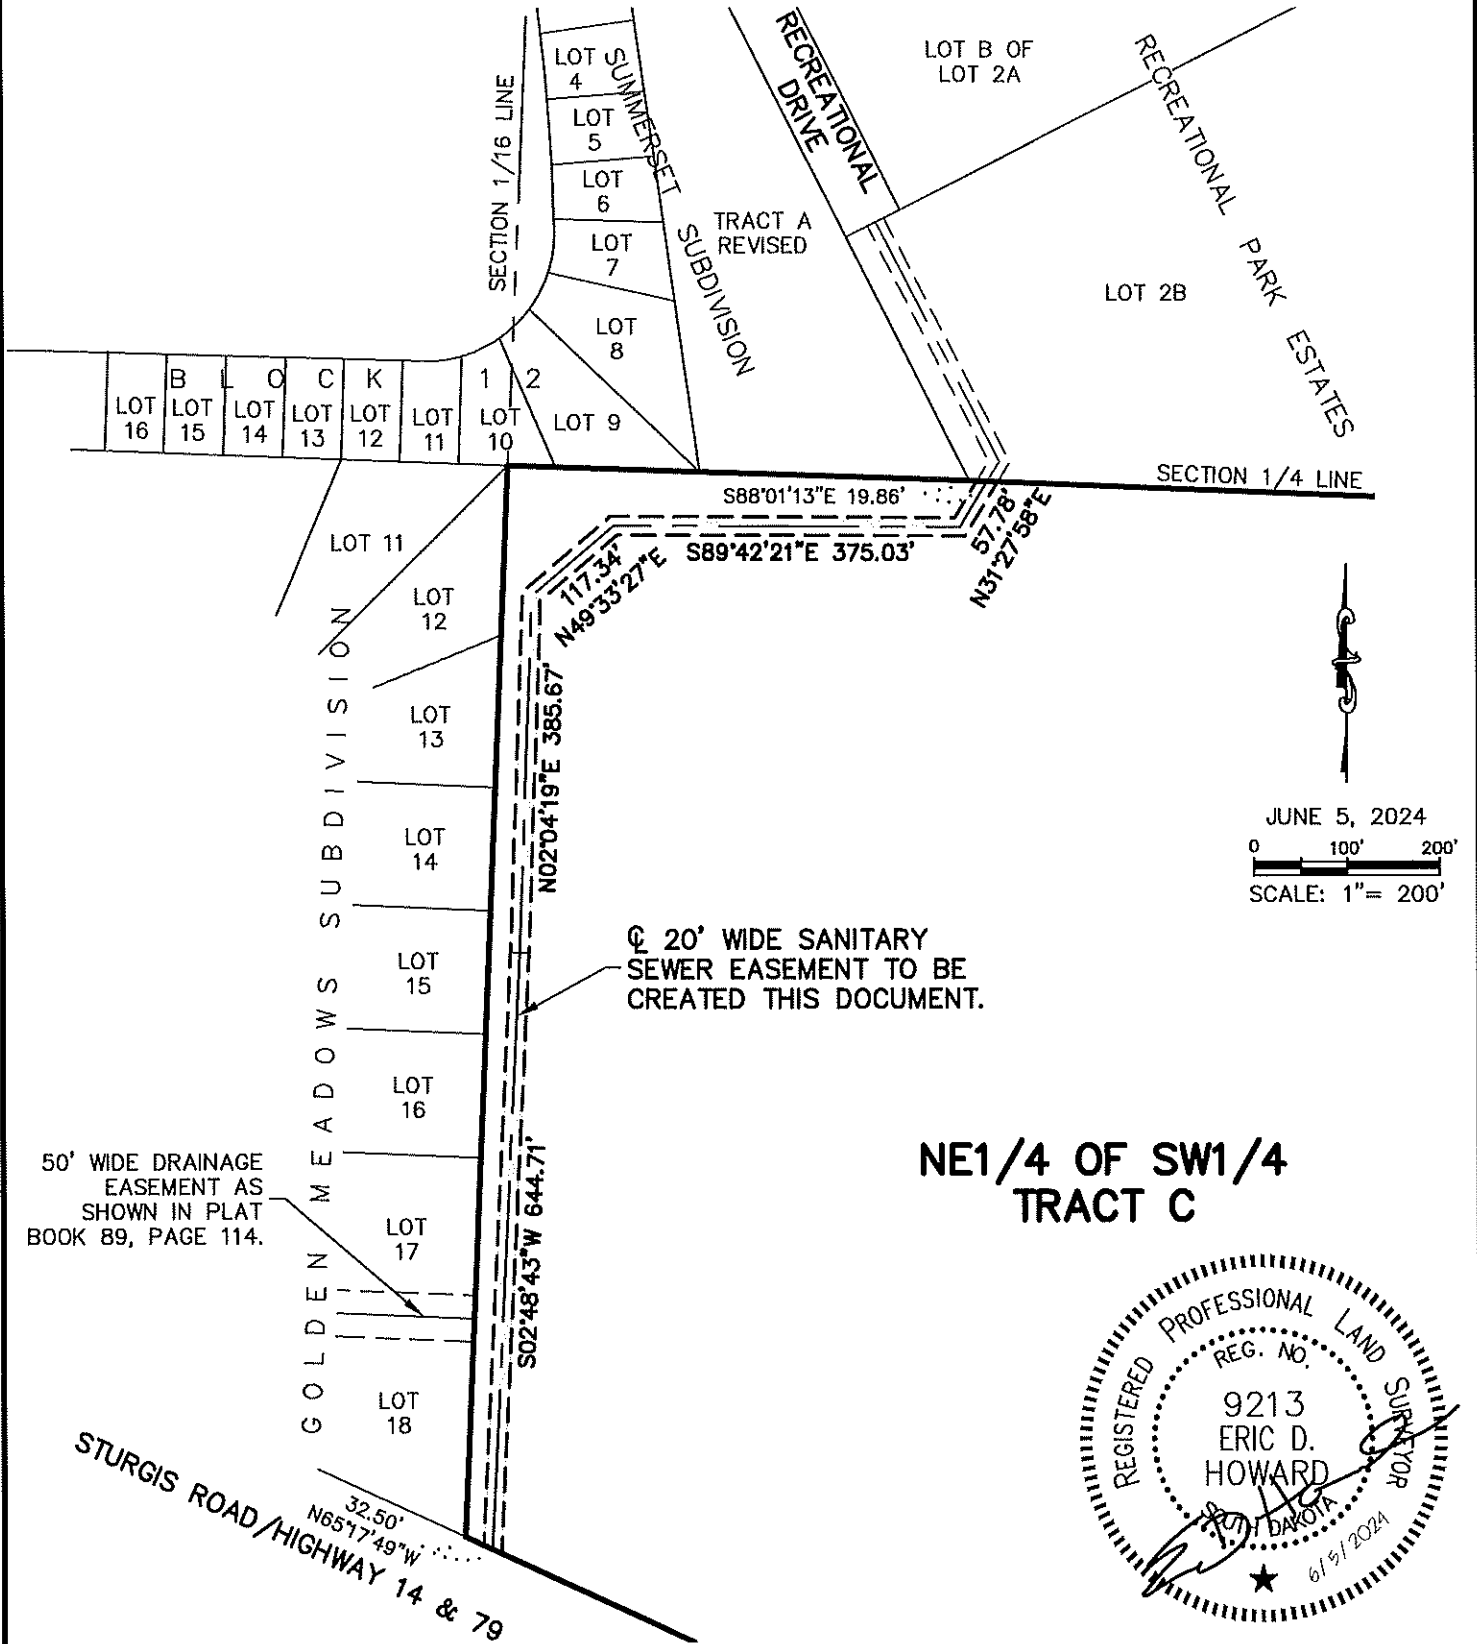 LOT
4
LOT
5
LOT
6
LOT
7
LOT
8
LOT 9
SECTION 1/16 LINE
SUMMERSET SUBDIVISION
TRACT A
REVISED
RECREATIONAL
DRIVE
LOT B OF
LOT 2A
RECREATIONAL PARK ESTATES
LOT 2B
BLOCK 12
LOT
16
LOT
15
LOT
14
LOT
13
LOT
12
LOT
11
LOT
10
SECTION 1/4 LINE
S88°01'13"E 19.86'
S89°42'21"E 375.03'
57.78'
N31°27'58"E
117.34'
N49°33'27"E
N02°04'19"E 385.67'
LOT 11
LOT
12
LOT
13
LOT
14
LOT
15
LOT
16
LOT
17
LOT
18
GOLDEN MEADOWS SUBDIVISION
JUNE 5, 2024
0 100' 200'
SCALE: 1"= 200'
℄ 20' WIDE SANITARY
SEWER EASEMENT TO BE
CREATED THIS DOCUMENT.
S02°48'43"W 644.71'
50' WIDE DRAINAGE
EASEMENT AS
SHOWN IN PLAT
BOOK 89, PAGE 114.
NE1/4 OF SW1/4
TRACT C
32.50'
N65°17'49"W
STURGIS ROAD/HIGHWAY 14 & 79
REGISTERED PROFESSIONAL LAND SURVEYOR
REG. NO.
9213
ERIC D.
HOWARD
SOUTH DAKOTA
6/5/2024